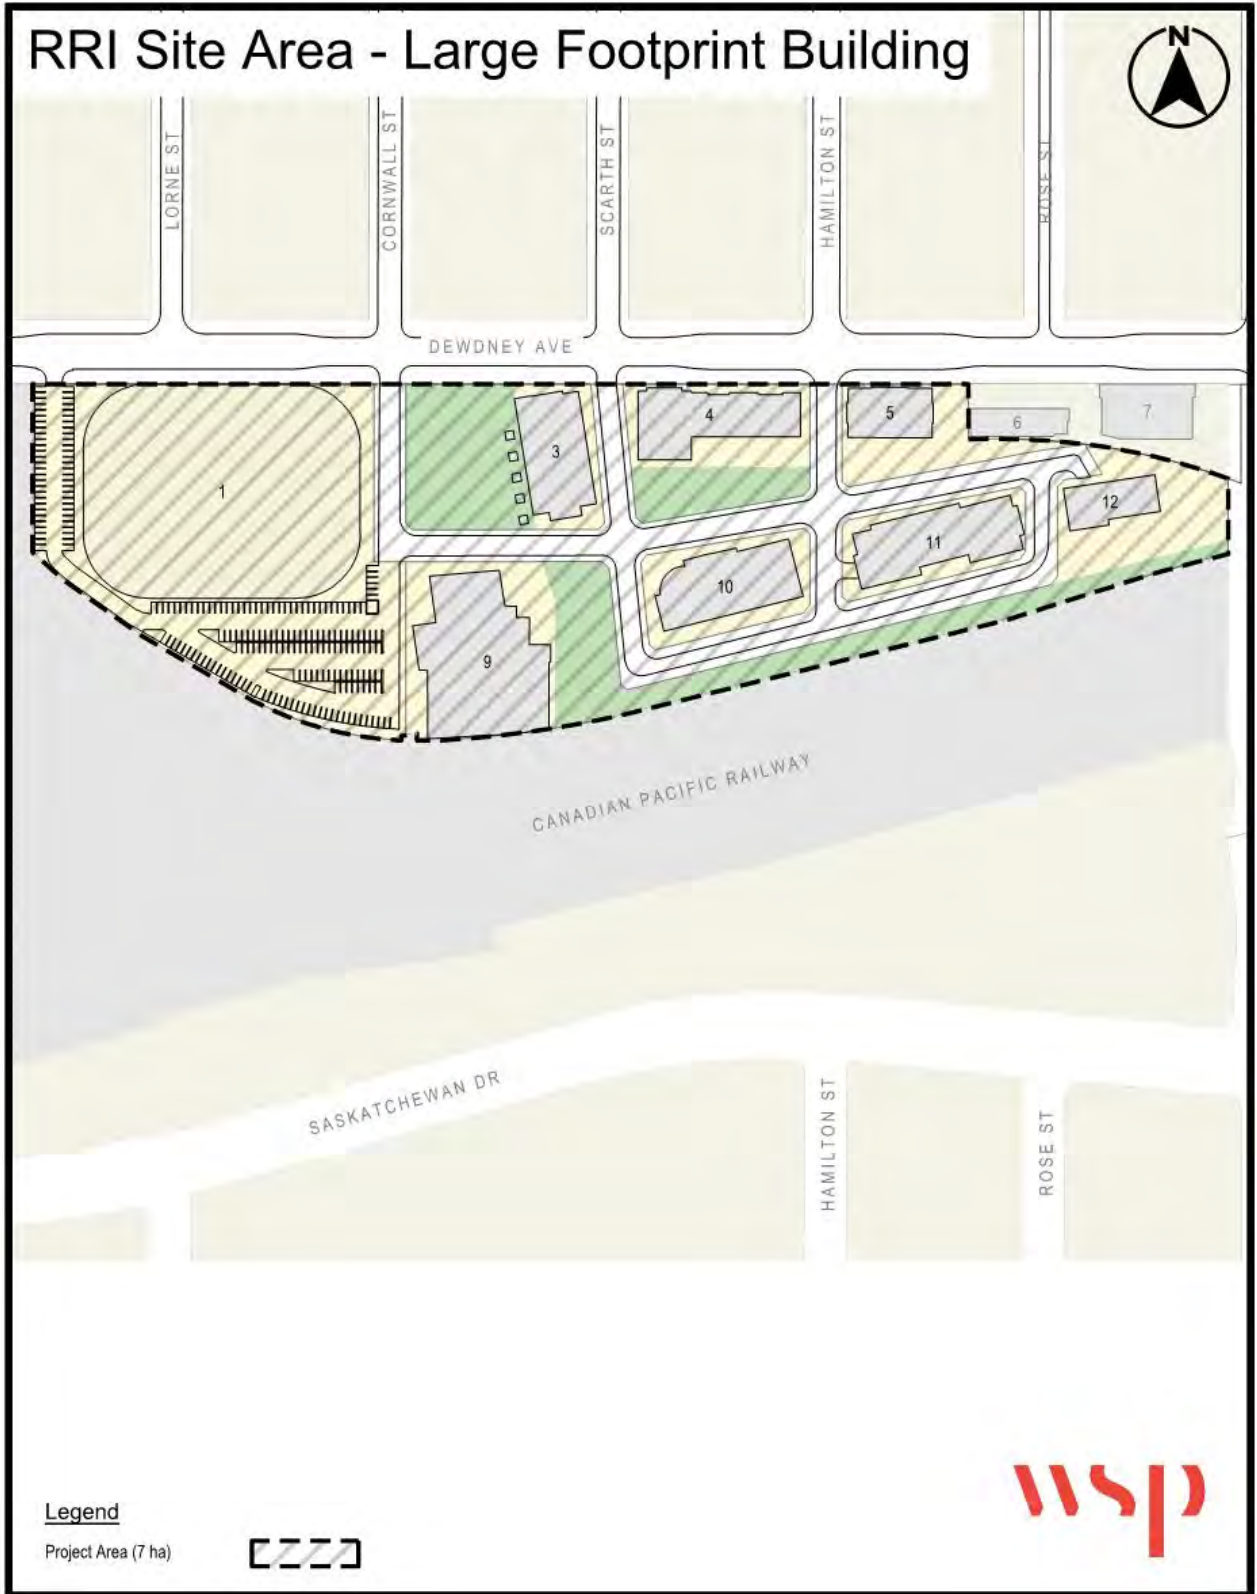 RRI Site Area - Large Footprint Building
N
LORNE ST
CORNWALL ST
SCARTH ST
HAMILTON ST
ROSE ST
DEWDNEY AVE
1
3
4
5
6
7
9
10
11
12
CANADIAN PACIFIC RAILWAY
SASKATCHEWAN DR
HAMILTON ST
ROSE ST
wsp
Legend
Project Area (7 ha)